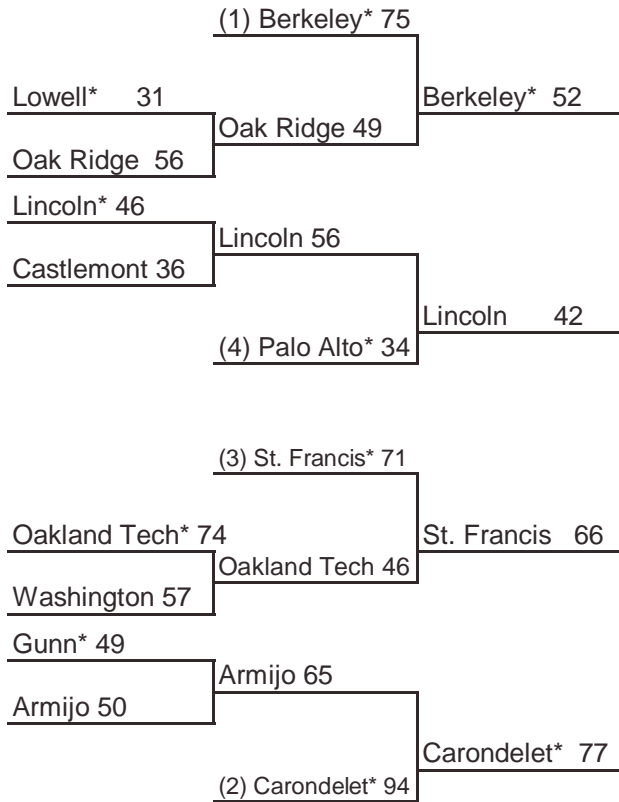 (1) Berkeley* 75
Lowell* 31
Berkeley* 52
Oak Ridge 49
Oak Ridge 56
Lincoln* 46
Lincoln 56
Castlemont 36
Lincoln 42
(4) Palo Alto* 34
(3) St. Francis* 71
Oakland Tech* 74
St. Francis 66
Oakland Tech 46
Washington 57
Gunn* 49
Armijo 65
Armijo 50
Carondelet* 77
(2) Carondelet* 94